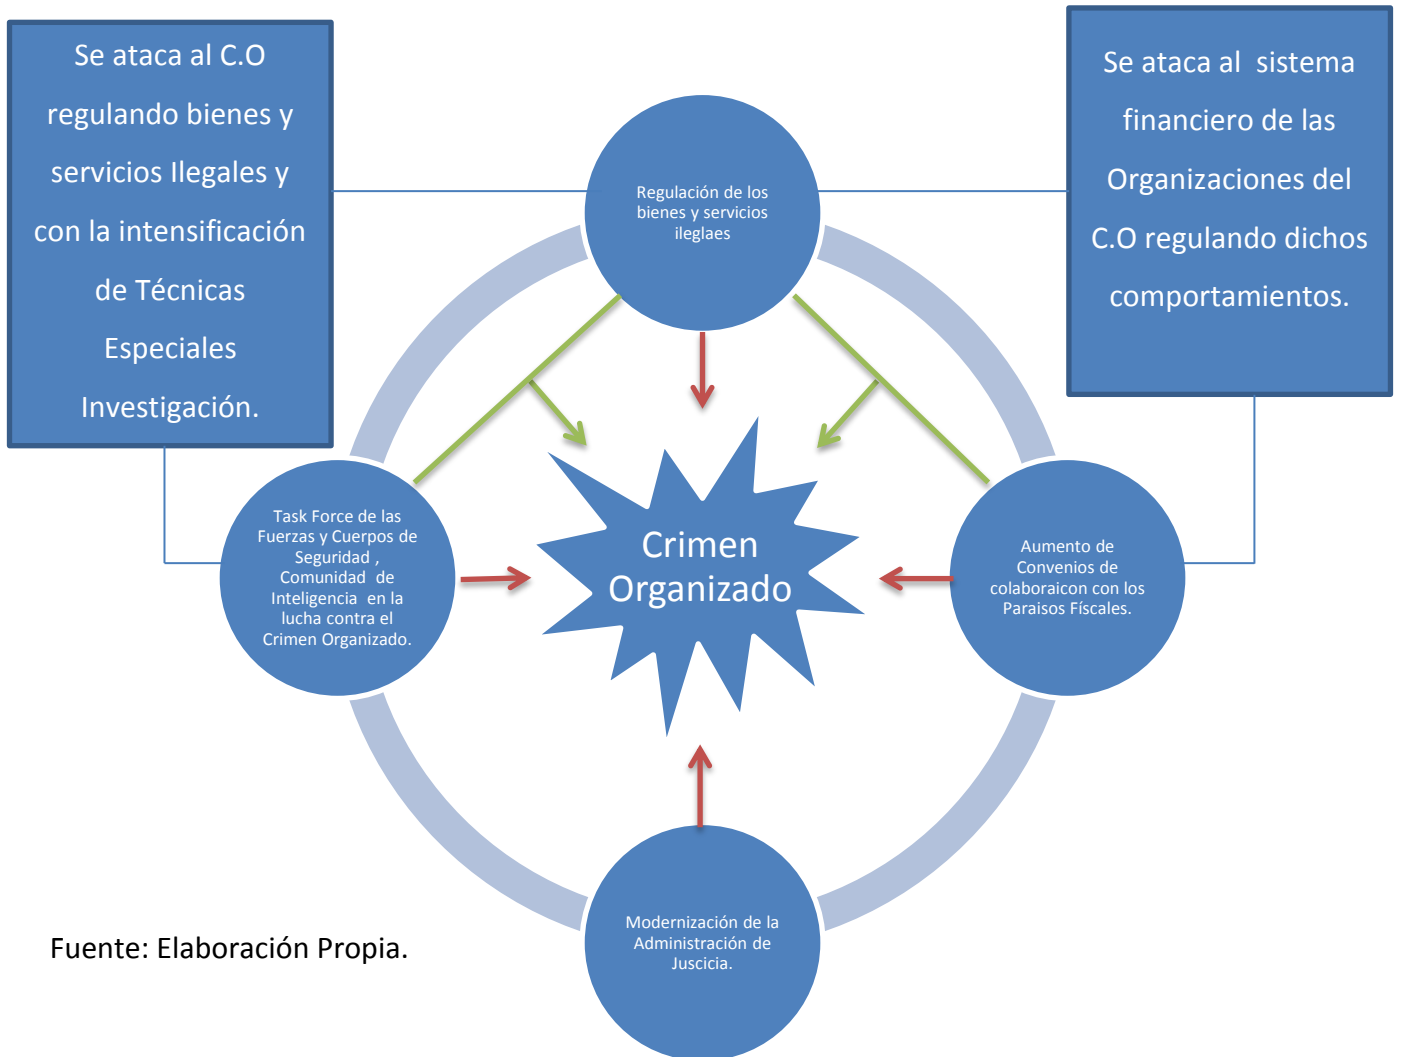 Se ataca al C.O
regulando bienes y
servicios Ilegales y
con la intensificación
de Técnicas
Especiales
Investigación.
Se ataca al sistema
financiero de las
Organizaciones del
C.O regulando dichos
comportamientos.
Regulación de los
bienes y servicios
ileglaes
Task Force de las
Fuerzas y Cuerpos de
Seguridad ,
Comunidad de
Inteligencia en la
lucha contra el
Crimen Organizado.
Crimen
Organizado
Aumento de
Convenios de
colaboraicon con los
Paraisos Físcales.
Modernización de la
Administración de
Juscicia.
Fuente: Elaboración Propia.